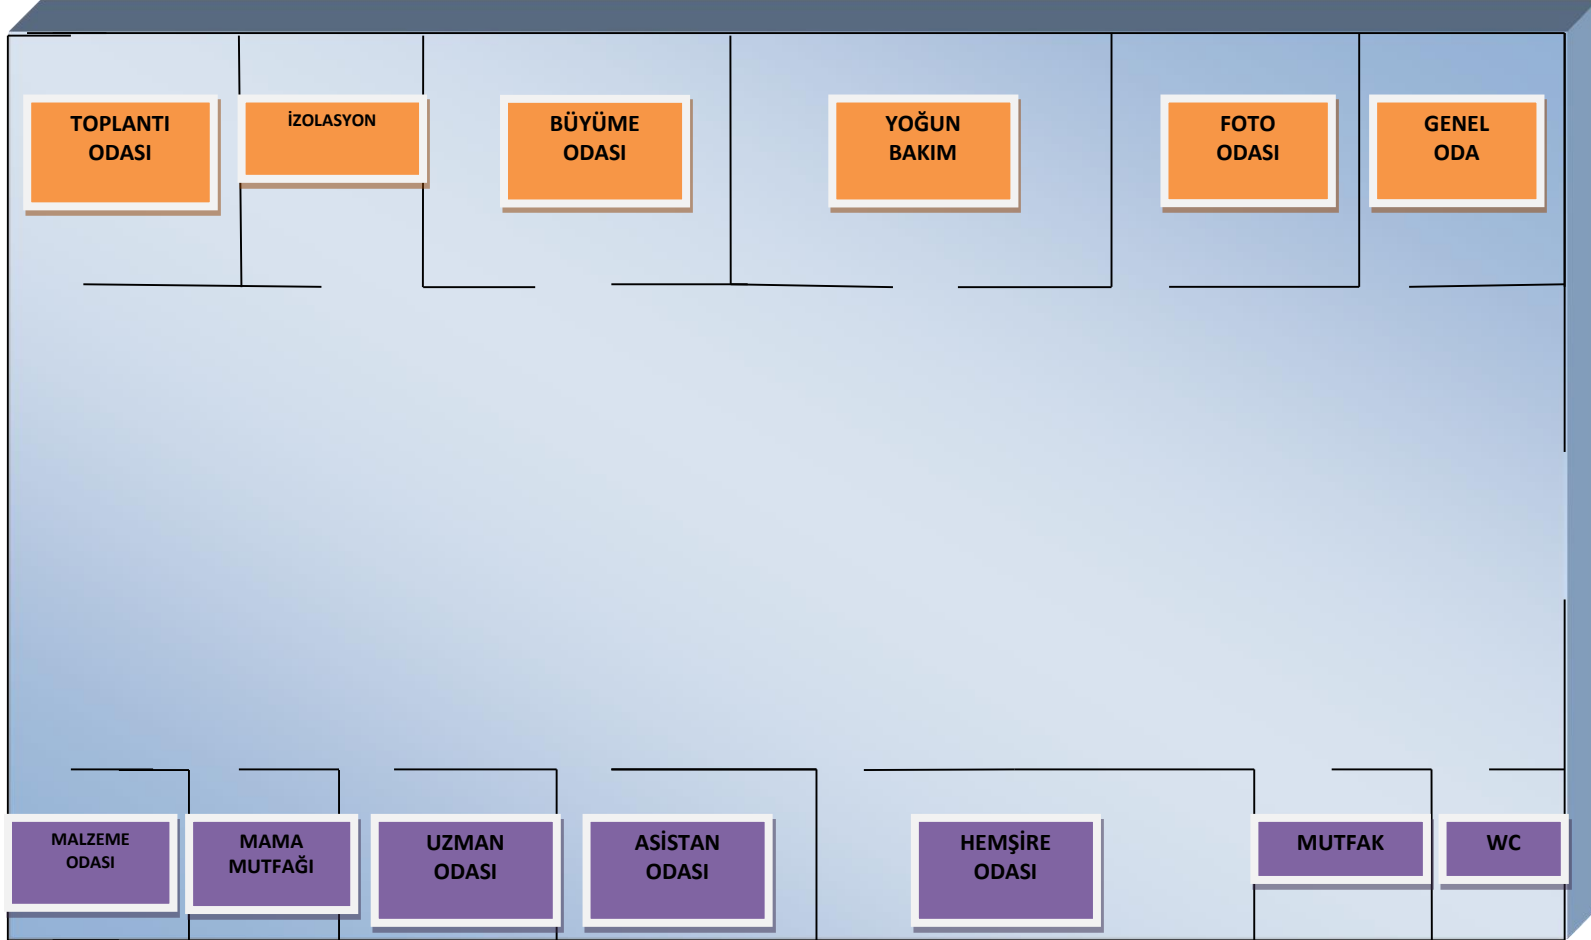 TOPLANTI
ODASI
İZOLASYON
BÜYÜME
ODASI
YOĞUN
BAKIM
FOTO
ODASI
GENEL
ODA
MALZEME
ODASI
MAMA
MUTFAĞI
UZMAN
ODASI
ASİSTAN
ODASI
HEMŞİRE
ODASI
MUTFAK
WC